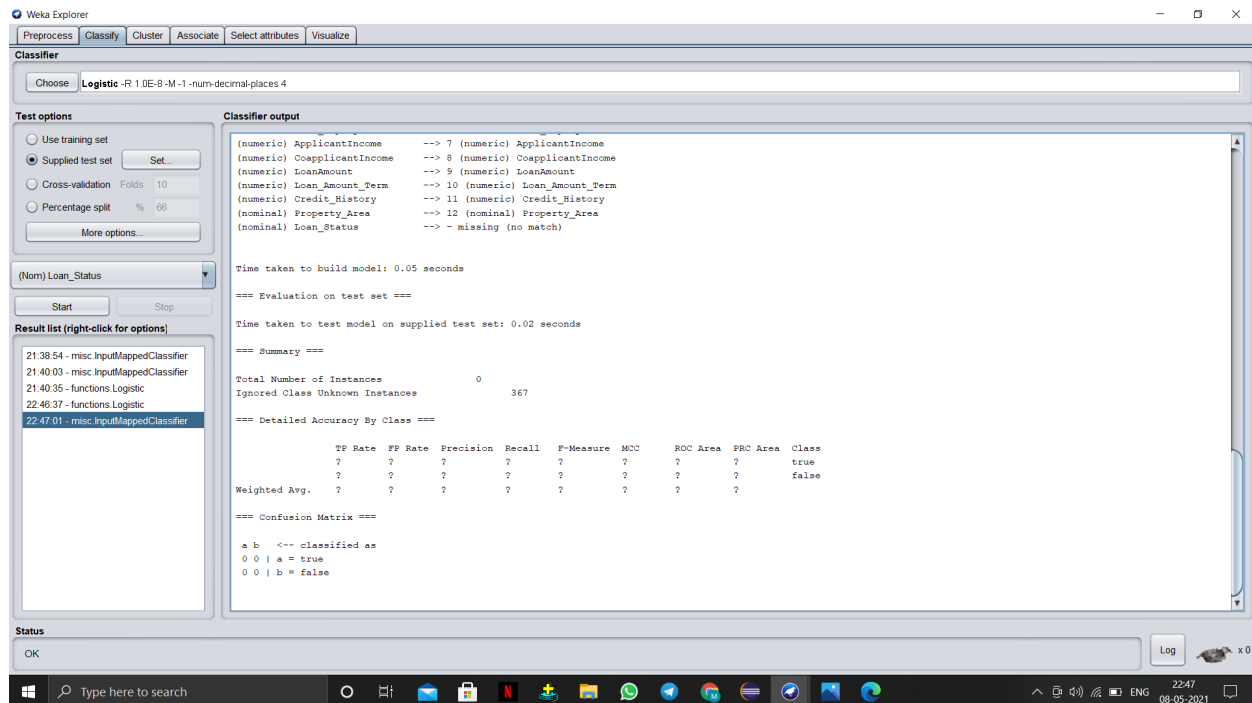 Weka Explorer
Preprocess Classify Cluster Associate Select attributes Visualize
Classifier
Choose Logistic -R 1.0E-8 -M -1 -num-decimal-places 4
Test options
Use training set
Supplied test set Set...
Cross-validation Folds 10
Percentage split % 66
More options...
(Nom) Loan_Status
Start Stop
Result list (right-click for options)
21:38:54 - misc.InputMappedClassifier
21:40:03 - misc.InputMappedClassifier
21:40:35 - functions.Logistic
22:46:37 - functions.Logistic
22:47:01 - misc.InputMappedClassifier
Classifier output
(numeric) ApplicantIncome --> 7 (numeric) ApplicantIncome
(numeric) CoapplicantIncome --> 8 (numeric) CoapplicantIncome
(numeric) LoanAmount --> 9 (numeric) LoanAmount
(numeric) Loan_Amount_Term --> 10 (numeric) Loan_Amount_Term
(numeric) Credit_History --> 11 (numeric) Credit_History
(nominal) Property_Area --> 12 (nominal) Property_Area
(nominal) Loan_Status --> - missing (no match)
Time taken to build model: 0.05 seconds
=== Evaluation on test set ===
Time taken to test model on supplied test set: 0.02 seconds
=== Summary ===
Total Number of Instances 0
Ignored Class Unknown Instances 367
=== Detailed Accuracy By Class ===
TP Rate FP Rate Precision Recall F-Measure MCC ROC Area PRC Area Class
? ? ? ? ? ? ? ? true
? ? ? ? ? ? ? ? false
Weighted Avg. ? ? ? ? ? ? ? ?
=== Confusion Matrix ===
a b <-- classified as
0 0 | a = true
0 0 | b = false
Status
OK
Log x 0
Type here to search
ENG
22:47
08-05-2021